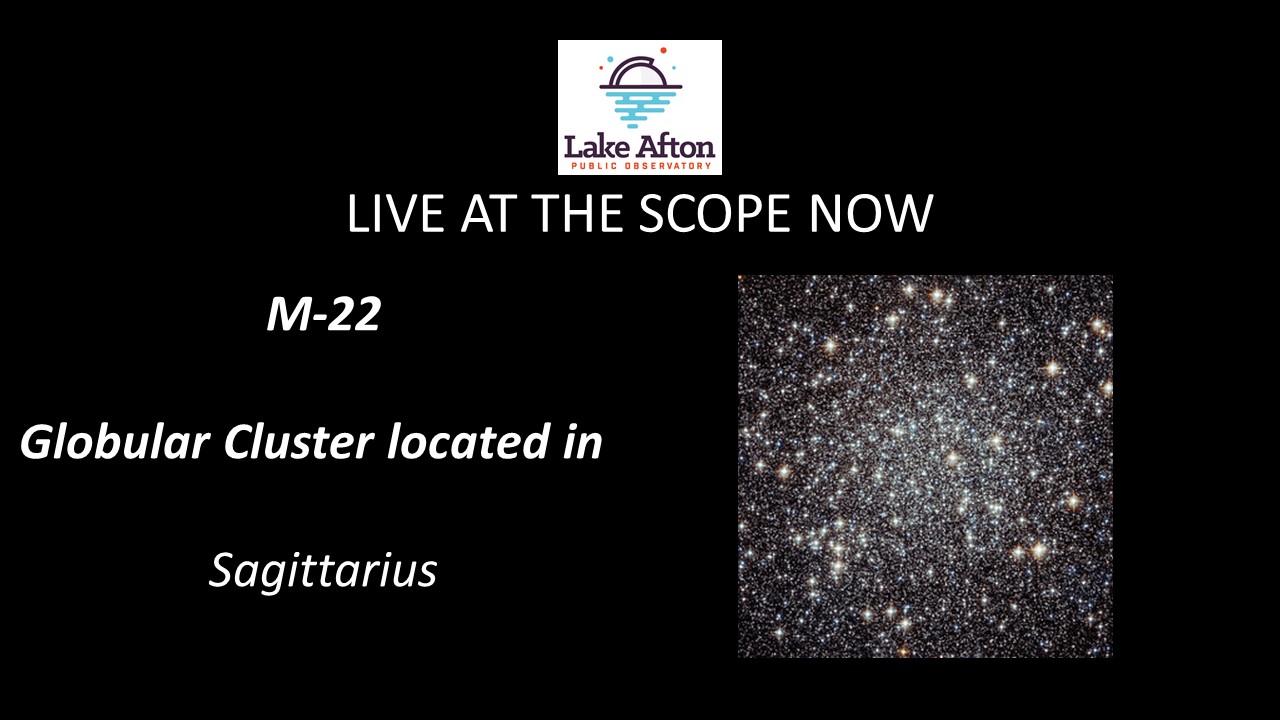 Lake Afton
PUBLIC OBSERVATORY
LIVE AT THE SCOPE NOW
M-22
Globular Cluster located in
Sagittarius